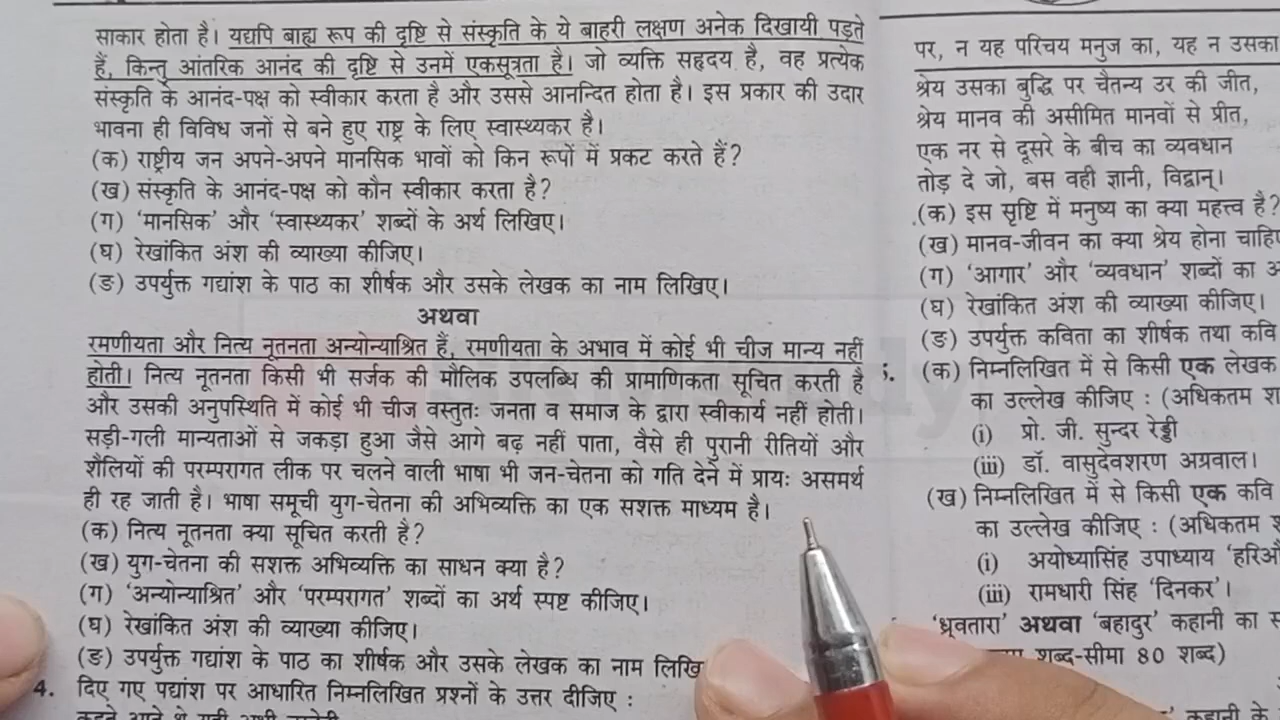 साकार होता है। यद्यपि बाह्य रूप की दृष्टि से संस्कृति के ये बाहरी लक्षण अनेक दिखायी पड़ते
हैं, किन्तु आंतरिक आनंद की दृष्टि से उनमें एकसूत्रता है। जो व्यक्ति सहृदय है, वह प्रत्येक
संस्कृति के आनंद-पक्ष को स्वीकार करता है और उससे आनन्दित होता है। इस प्रकार की उदार
भावना ही विविध जनों से बने हुए राष्ट्र के लिए स्वास्थ्यकर है।
(क) राष्ट्रीय जन अपने-अपने मानसिक भावों को किन रूपों में प्रकट करते हैं?
(ख) संस्कृति के आनंद-पक्ष को कौन स्वीकार करता है?
(ग) 'मानसिक' और 'स्वास्थ्यकर' शब्दों के अर्थ लिखिए।
(घ) रेखांकित अंश की व्याख्या कीजिए।
(ङ) उपर्युक्त गद्यांश के पाठ का शीर्षक और उसके लेखक का नाम लिखिए।
अथवा
रमणीयता और नित्य नूतनता अन्योन्याश्रित हैं, रमणीयता के अभाव में कोई भी चीज मान्य नहीं
होती। नित्य नूतनता किसी भी सर्जक की मौलिक उपलब्धि की प्रामाणिकता सूचित करती है
और उसकी अनुपस्थिति में कोई भी चीज वस्तुतः जनता व समाज के द्वारा स्वीकार्य नहीं होती।
सड़ी-गली मान्यताओं से जकड़ा हुआ जैसे आगे बढ़ नहीं पाता, वैसे ही पुरानी रीतियों और
शैलियों की परम्परागत लीक पर चलने वाली भाषा भी जन-चेतना को गति देने में प्रायः असमर्थ
ही रह जाती है। भाषा समूची युग-चेतना की अभिव्यक्ति का एक सशक्त माध्यम है।
(क) नित्य नूतनता क्या सूचित करती है?
(ख) युग-चेतना की सशक्त अभिव्यक्ति का साधन क्या है?
(ग) 'अन्योन्याश्रित' और 'परम्परागत' शब्दों का अर्थ स्पष्ट कीजिए।
(घ) रेखांकित अंश की व्याख्या कीजिए।
(ङ) उपर्युक्त गद्यांश के पाठ का शीर्षक और उसके लेखक का नाम
4. दिए गए पद्यांश पर आधारित निम्नलिखित प्रश्नों के उत्तर दीजिए :
पर, न यह परिचय मनुज का, यह न उसका
श्रेय उसका बुद्धि पर चैतन्य उर की जीत,
श्रेय मानव की असीमित मानवों से प्रीत,
एक नर से दूसरे के बीच का व्यवधान
तोड़ दे जो, बस वही ज्ञानी, विद्वान्।
(क) इस सृष्टि में मनुष्य का क्या महत्त्व है?
(ख) मानव-जीवन का क्या श्रेय होना
(ग) 'आगार' और 'व्यवधान' शब्दों का
(घ) रेखांकित अंश की व्याख्या कीजिए।
(ङ) उपर्युक्त कविता का शीर्षक तथा कवि
(क) निम्नलिखित में से किसी एक लेखक
का उल्लेख कीजिए : (अधिकतम
(i) प्रो. जी. सुन्दर रेड्डी
(iii) डॉ. वासुदेवशरण अग्रवाल।
(ख) निम्नलिखित में से किसी एक कवि
का उल्लेख कीजिए : (अधिकतम
(i) अयोध्यासिंह उपाध्याय
(iii) रामधारी सिंह 'दिनकर'।
'ध्रुवतारा' अथवा 'बहादुर' कहानी का
शब्द-सीमा 80 शब्द)
कहानी के